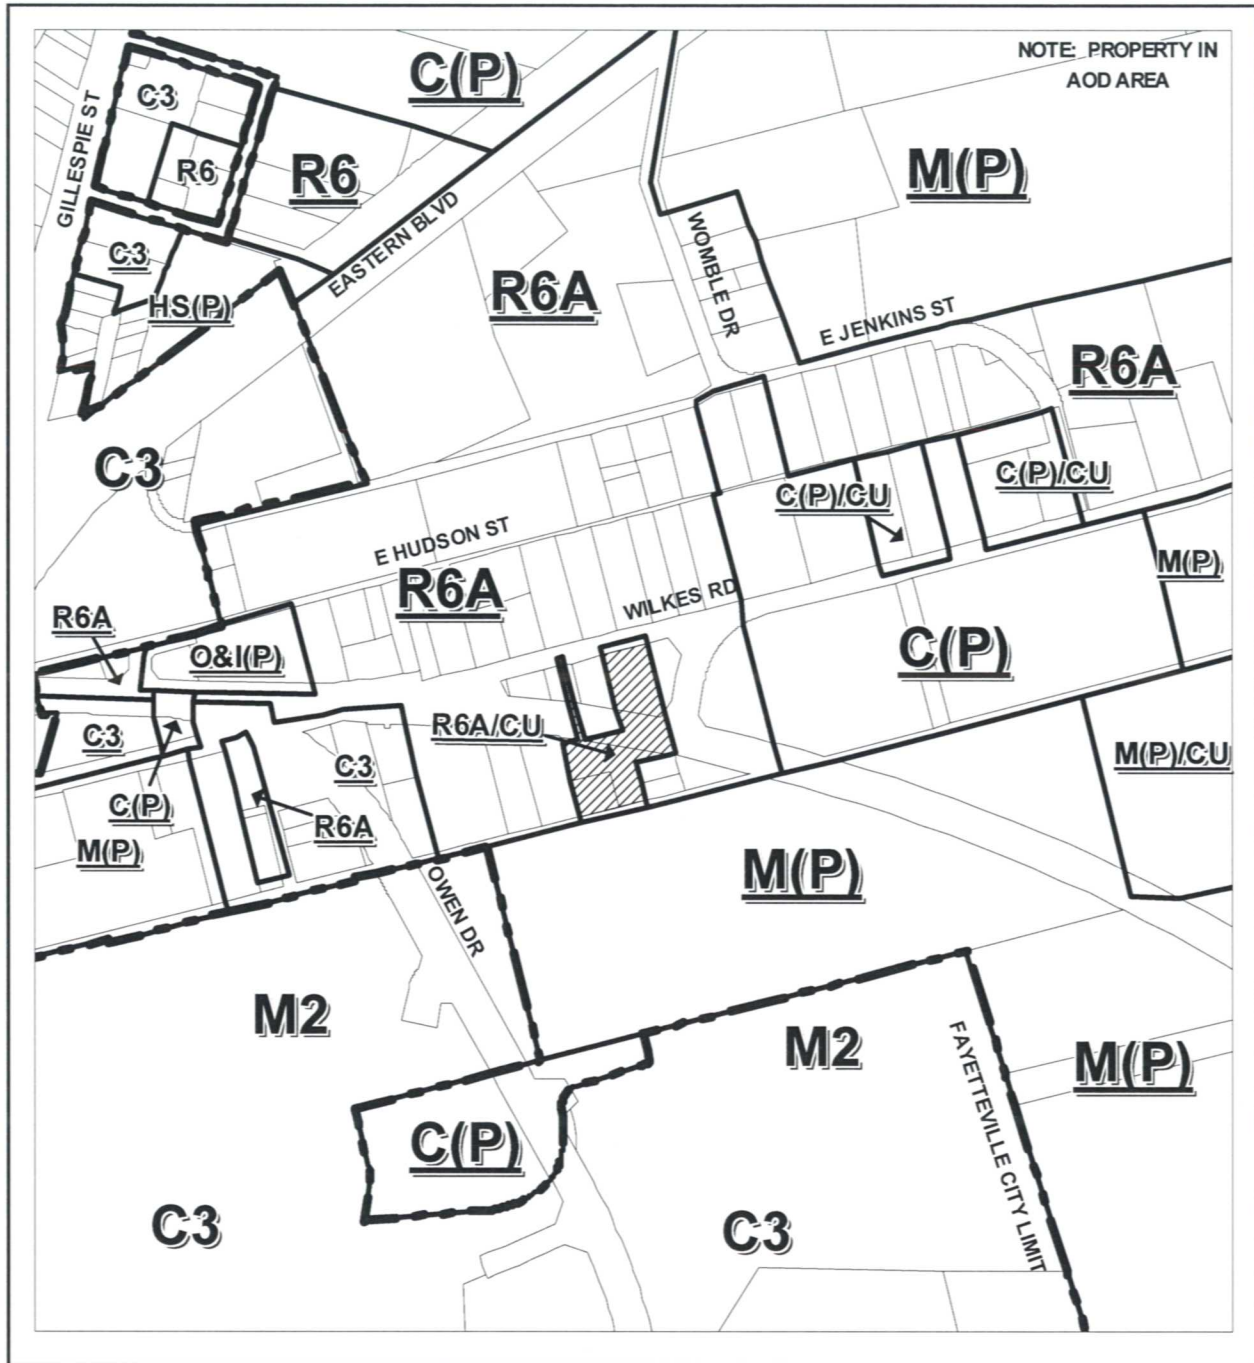 C(P)
NOTE: PROPERTY IN
AOD AREA
C3
GILLESPIE ST
R6
R6
M(P)
EASTERN BLVD
WOMBLE DR
C3
HS(P)
R6A
E JENKINS ST
R6A
C3
C(P)/CU
C(P)/CU
E HUDSON ST
R6A
WILKES RD
M(P)
R6A
O&I(P)
C(P)
C3
R6A/CU
C3
M(P)/CU
C(P)
R6A
M(P)
M(P)
OWEN DR
M2
M2
M(P)
FAYETTEVILLE CITY LIMIT
C(P)
C3
C3